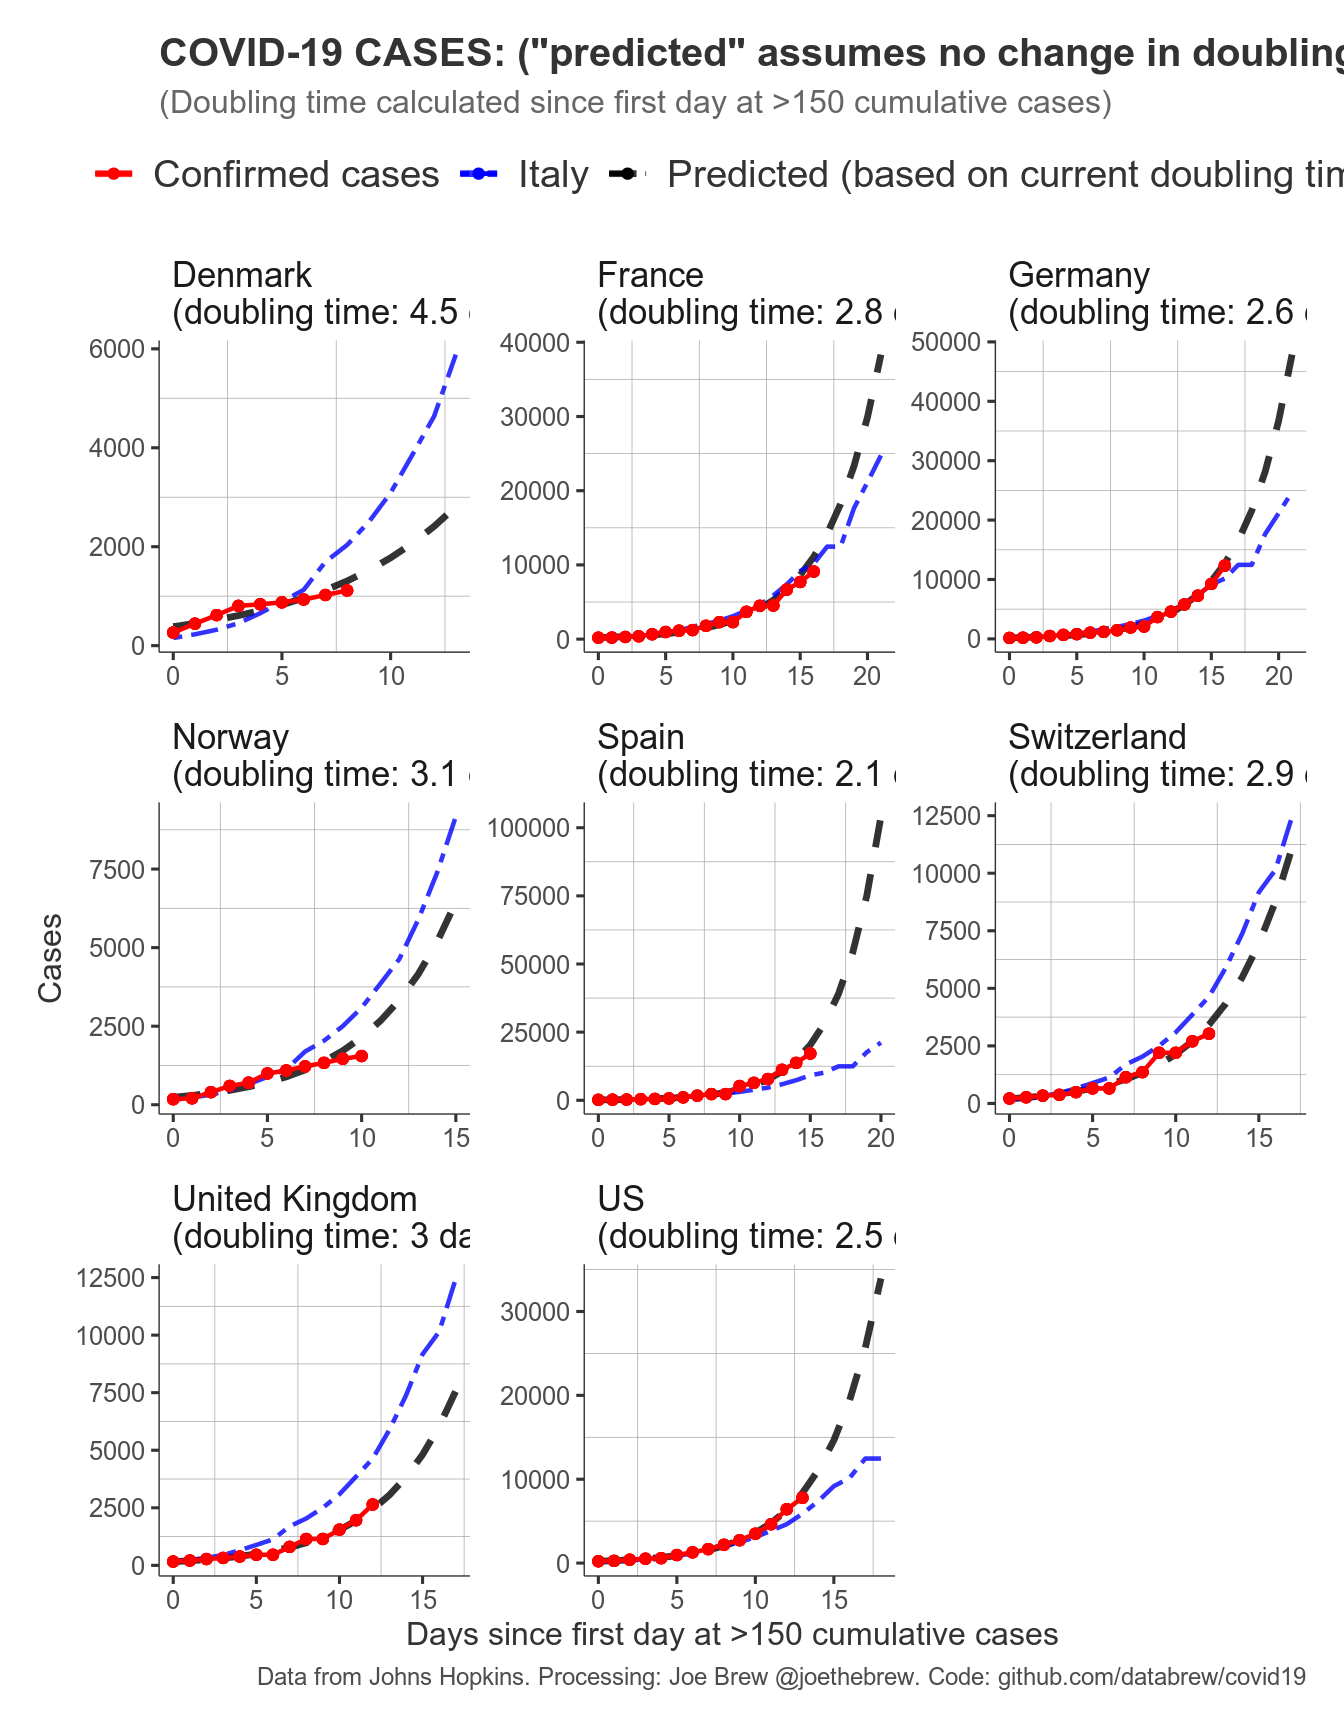 COVID-19 CASES: ("predicted" assumes no change in doubling
(Doubling time calculated since first day at >150 cumulative cases)
Confirmed cases Italy Predicted (based on current doubling tim
Denmark
(doubling time: 4.5
6000
4000
2000
0
0 5 10
France
(doubling time: 2.8
40000
30000
20000
10000
0
0 5 10 15 20
Germany
(doubling time: 2.6
50000
40000
30000
20000
10000
0
0 5 10 15 20
Cases
Norway
(doubling time: 3.1
7500
5000
2500
0
0 5 10 15
Spain
(doubling time: 2.1
100000
75000
50000
25000
0
0 5 10 15 20
Switzerland
(doubling time: 2.9
12500
10000
7500
5000
2500
0
0 5 10 15
United Kingdom
(doubling time: 3 da
12500
10000
7500
5000
2500
0
0 5 10 15
US
(doubling time: 2.5
30000
20000
10000
0
0 5 10 15
Days since first day at >150 cumulative cases
Data from Johns Hopkins. Processing: Joe Brew @joethebrew. Code: github.com/databrew/covid19